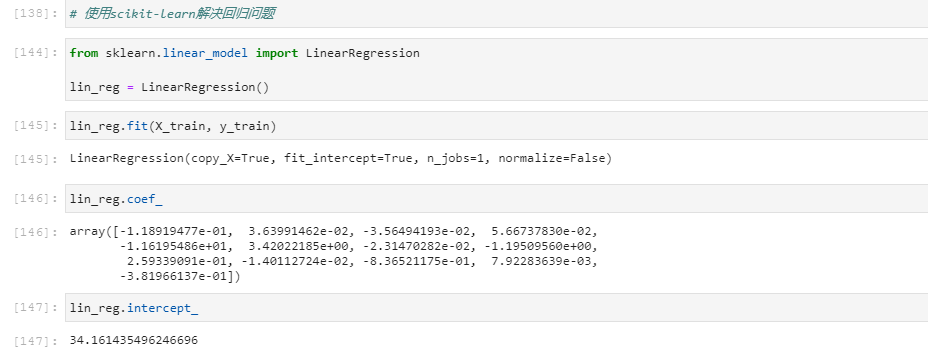 [138]: # 使用scikit-learn解决回归问题
[144]: from sklearn.linear_model import LinearRegression
lin_reg = LinearRegression()
[145]: lin_reg.fit(X_train, y_train)
[145]: LinearRegression(copy_X=True, fit_intercept=True, n_jobs=1, normalize=False)
[146]: lin_reg.coef_
[146]: array([-1.18919477e-01, 3.63991462e-02, -3.56494193e-02, 5.66737830e-02,
-1.16195486e+01, 3.42022185e+00, -2.31470282e-02, -1.19509560e+00,
2.59339091e-01, -1.40112724e-02, -8.36521175e-01, 7.92283639e-03,
-3.81966137e-01])
[147]: lin_reg.intercept_
[147]: 34.161435496246696